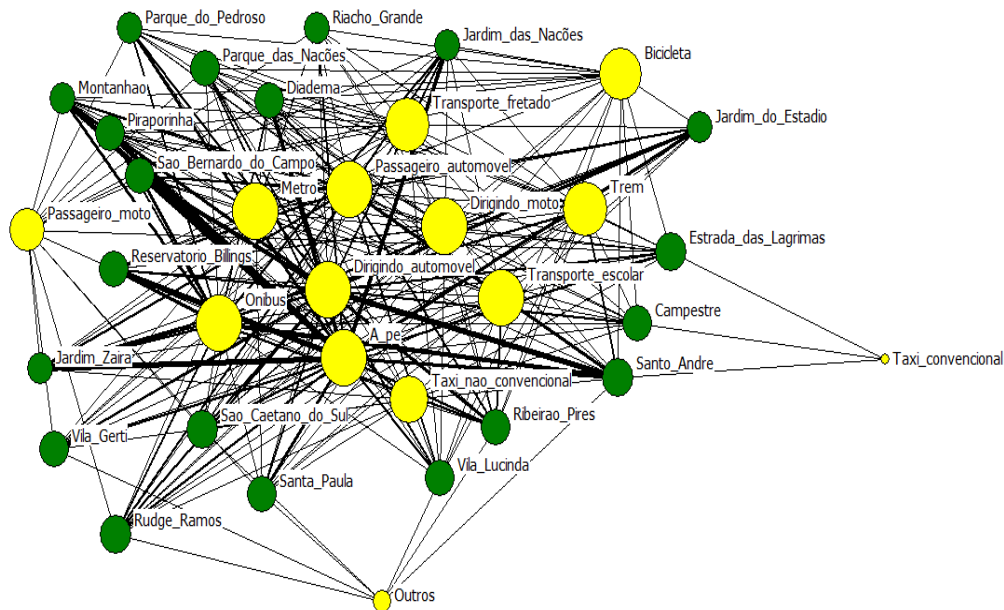 Parque_do_Pedroso
Riacho_Grande
Jardim_das_Nacões
Bicicleta
Parque_das_Nacões
Montanhao
Diadema
Transporte_fretado
Jardim_do_Estadio
Piraporinha
Sao_Bernardo_do_Campo
Passageiro_automovel
Metro
Trem
Dirigindo_moto
Passageiro_moto
Estrada_das_Lagrimas
Reservatorio_Bilings
Dirigindo_automovel
Transporte_escolar
Onibus
Campestre
A_pe
Jardim_Zaira
Santo_Andre
Taxi_convencional
Taxi_nao_convencional
Sao_Caetano_do_Sul
Ribeirao_Pires
Vila_Gerti
Vila_Lucinda
Santa_Paula
Rudge_Ramos
Outros